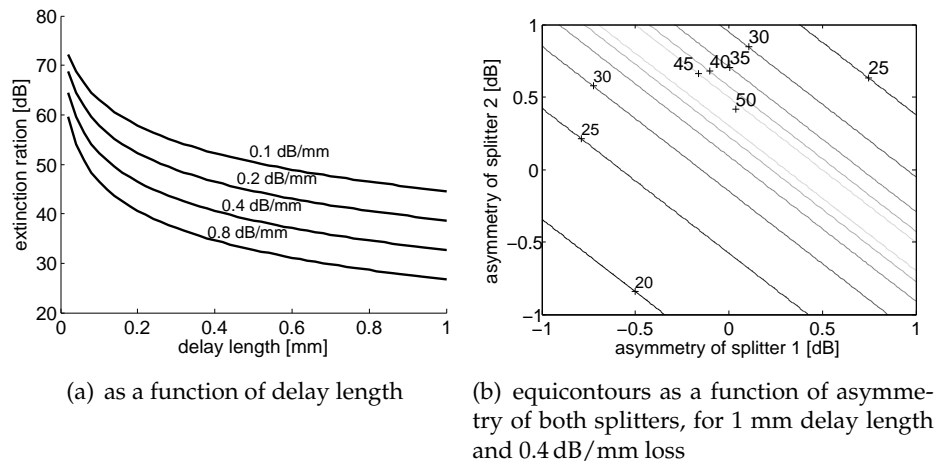 80
70
60
50
40
30
20
extinction ration [dB]
0.1 dB/mm
0.2 dB/mm
0.4 dB/mm
0.8 dB/mm
0
0.2
0.4
0.6
0.8
1
delay length [mm]
(a) as a function of delay length
1
0.5
0
−0.5
−1
asymmetry of splitter 2 [dB]
30
25
20
45
40
35
30
50
25
−1
−0.5
0
0.5
1
asymmetry of splitter 1 [dB]
(b) equicontours as a function of asymme-
try of both splitters, for 1 mm delay length
and 0.4 dB/mm loss